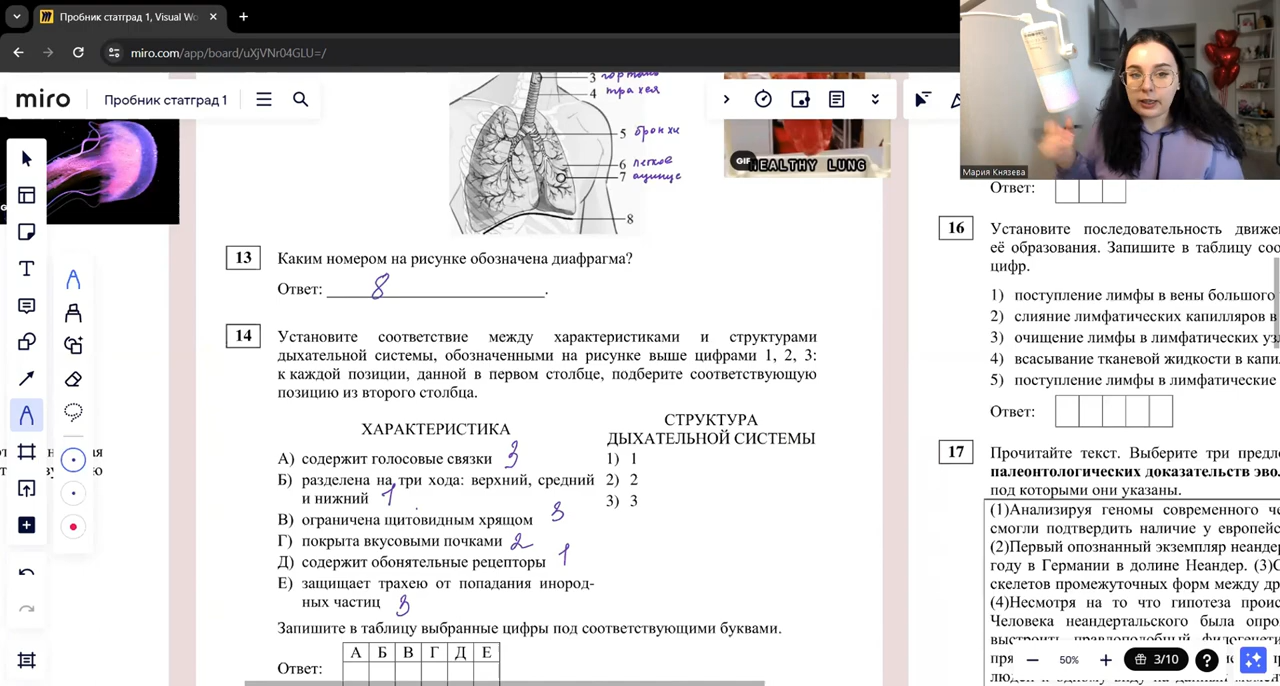 Пробник статград 1, Visual Wo
miro.com/app/board/uXjVNr04GLU=/
miro
Пробник статград 1
3 гортань
4 трахея
5 бронхи
6 легкое
7
8
GIF
HEALTHY LUNG
Мария Князева
13
Каким номером на рисунке обозначена диафрагма?
Ответ: 8 .
14
Установите соответствие между характеристиками и структурами
дыхательной системы, обозначенными на рисунке выше цифрами 1, 2, 3:
к каждой позиции, данной в первом столбце, подберите соответствующую
позицию из второго столбца.
ХАРАКТЕРИСТИКА
СТРУКТУРА
ДЫХАТЕЛЬНОЙ СИСТЕМЫ
А) содержит голосовые связки 3
Б) разделена на три хода: верхний, средний
и нижний 1
В) ограничена щитовидным хрящом 3
Г) покрыта вкусовыми почками 2
Д) содержит обонятельные рецепторы 1
Е) защищает трахею от попадания инород-
ных частиц 3
1) 1
2) 2
3) 3
Запишите в таблицу выбранные цифры под соответствующими буквами.
Ответ:
А Б В Г Д Е
Ответ:
16
Установите последовательность движе
её образования. Запишите в таблицу соо
цифр.
1) поступление лимфы в вены большого
2) слияние лимфатических капилляров в
3) очищение лимфы в лимфатических уз
4) всасывание тканевой жидкости в капи
5) поступление лимфы в лимфатические
Ответ:
17
Прочитайте текст. Выберите три предл
палеонтологических доказательств эво
под которыми они указаны.
(1)Анализируя геномы современного че
смогли подтвердить наличие у европейс
(2)Первый опознанный экземпляр неандер
году в Германии в долине Неандер. (3)С
скелетов промежуточных форм между др
(4)Несмотря на то что гипотеза проис
Человека неандертальского была опро
выстроить правдоподобный филогенети
пря
50%
3/10